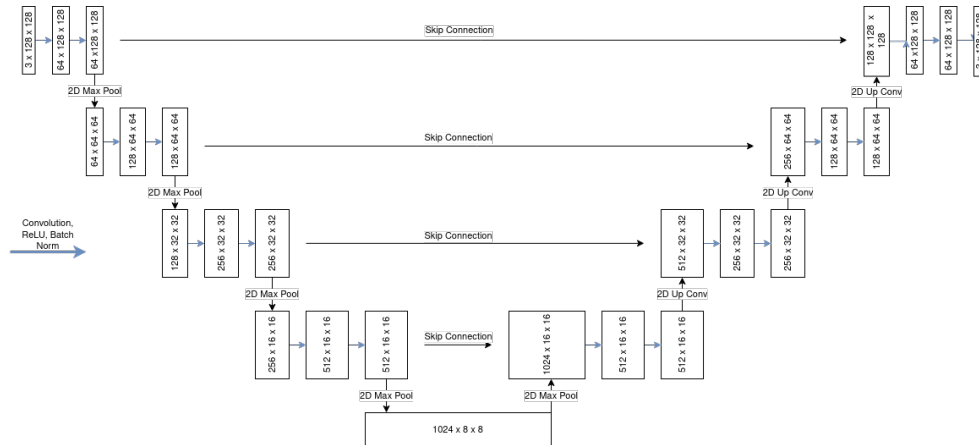 3 x 128 x 128
64 x 128 x 128
64 x128 x 128
Skip Connection
128 x 128 x
128
64 x128 x 128
64 x 128 x 128
2D Max Pool
2D Up Conv
64 x 64 x 64
128 x 64 x 64
128 x 64 x 64
Skip Connection
256 x 64 x 64
128 x 64 x 64
128 x 64 x 64
2D Max Pool
2D Up Conv
Convolution,
ReLU, Batch
Norm
128 x 32 x 32
256 x 32 x 32
256 x 32 x 32
Skip Connection
512 x 32 x 32
256 x 32 x 32
256 x 32 x 32
2D Max Pool
2D Up Conv
256 x 16 x 16
512 x 16 x 16
512 x 16 x 16
Skip Connection
1024 x 16 x 16
512 x 16 x 16
512 x 16 x 16
2D Max Pool
2D Max Pool
1024 x 8 x 8